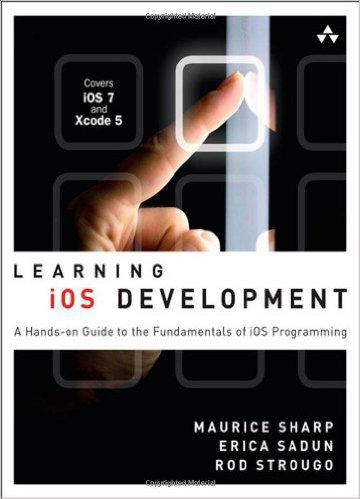 Covers
iOS 7
and
Xcode 5
LEARNING
iOS DEVELOPMENT
A Hands-on Guide to the Fundamentals of iOS Programming
MAURICE SHARP
ERICA SADUN
ROD STROUGO